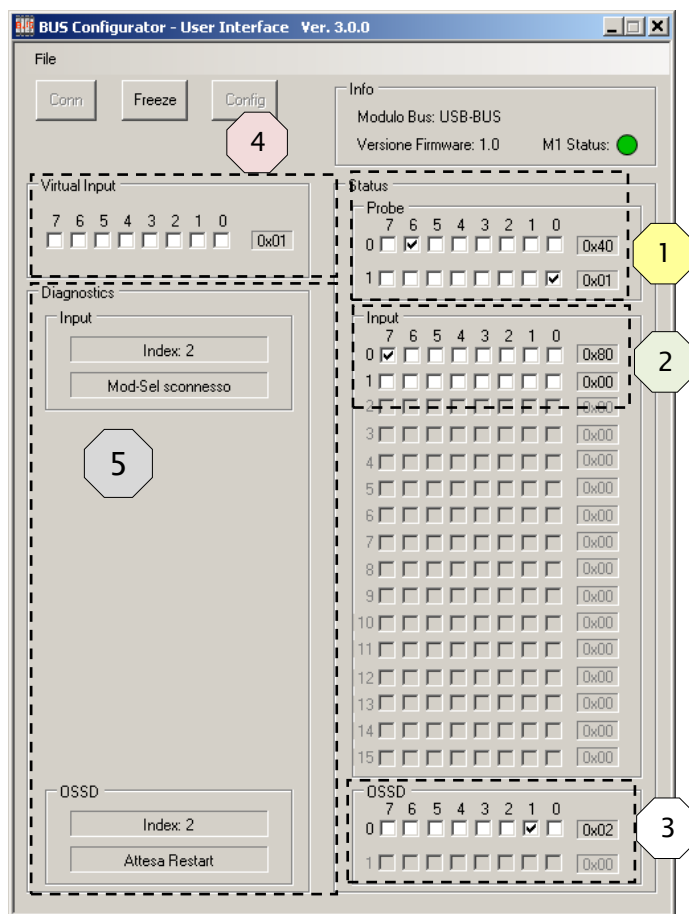 BUS Configurator - User Interface Ver. 3.0.0
File
Conn Freeze Config
Info
Modulo Bus: USB-BUS
Versione Firmware: 1.0 M1 Status:
4
Virtual Input
7 6 5 4 3 2 1 0
0x01
Status
Probe
7 6 5 4 3 2 1 0
0 0x40
1 0x01
1
Diagnostics
Input
Index: 2
Mod-Sel sconnesso
5
Input
7 6 5 4 3 2 1 0
0 0x80
1 0x00
2 0x00
3 0x00
4 0x00
5 0x00
6 0x00
7 0x00
8 0x00
9 0x00
10 0x00
11 0x00
12 0x00
13 0x00
14 0x00
15 0x00
2
OSSD
Index: 2
Attesa Restart
OSSD
7 6 5 4 3 2 1 0
0 0x02
1 0x00
3